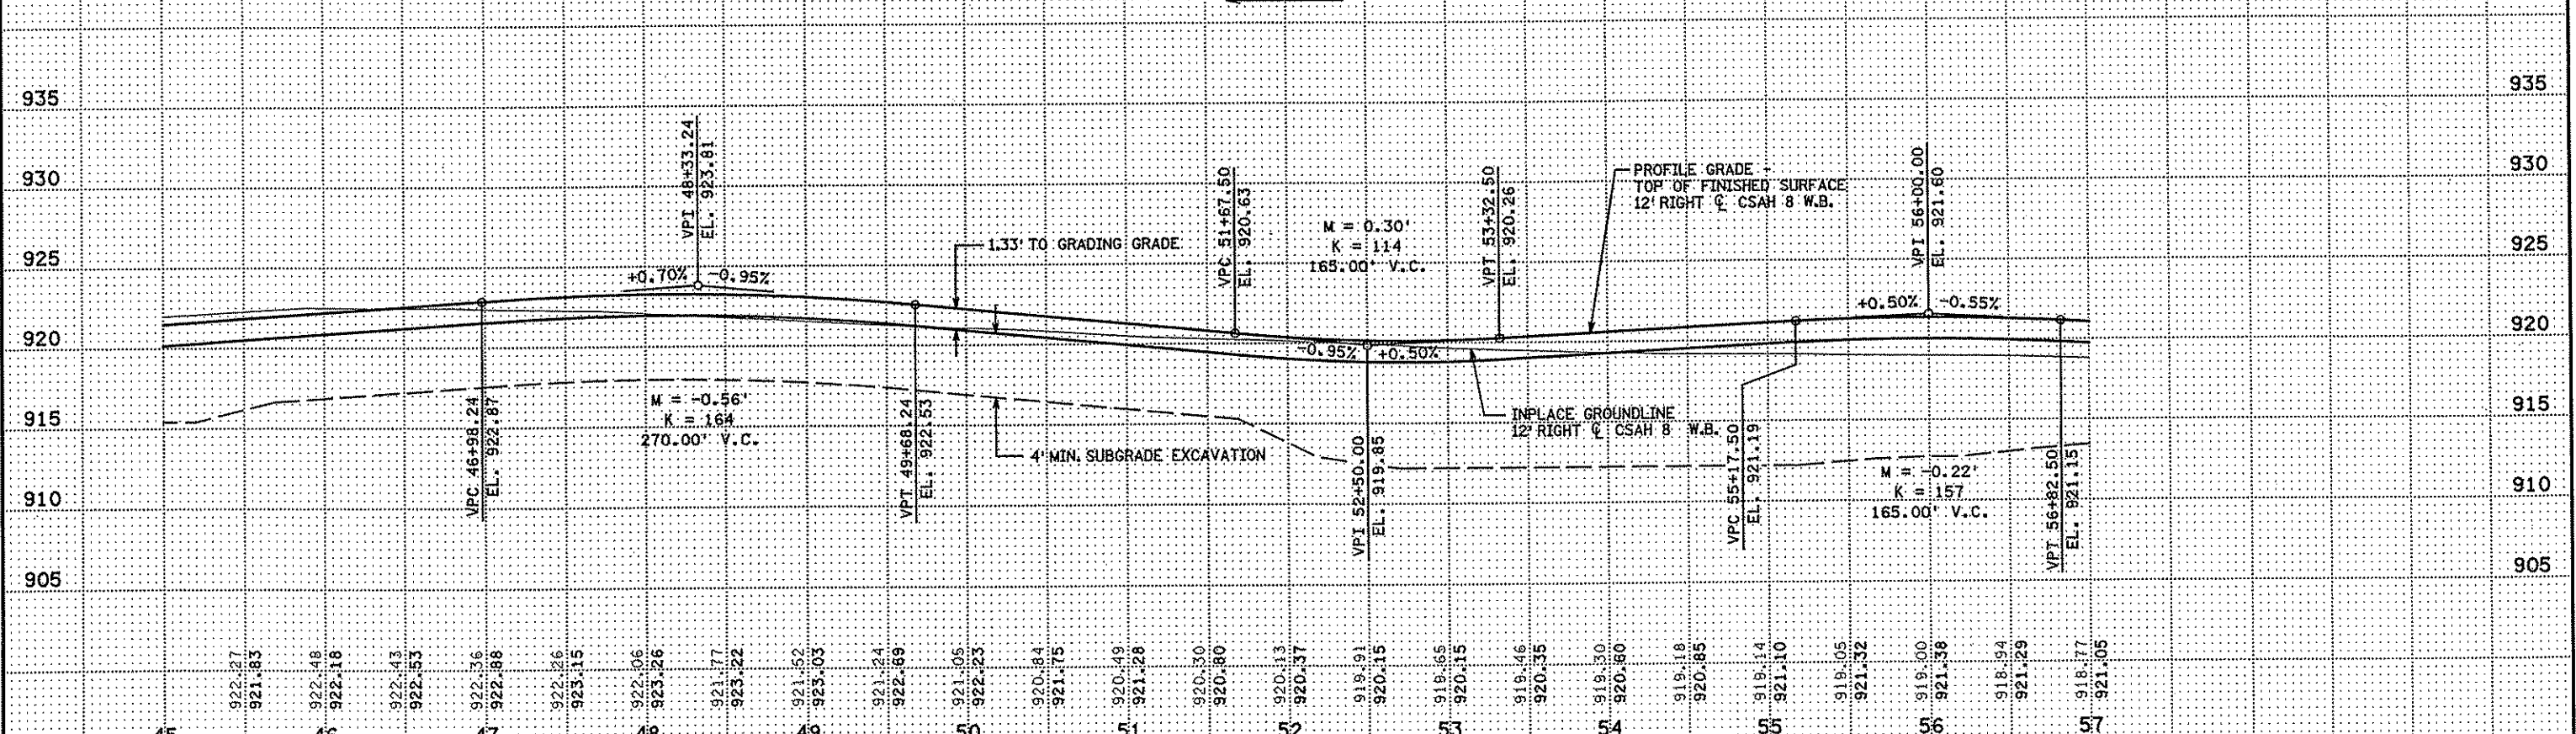 935 935
VPI 48+33.24
EL. 923.81
930 930
VPC 51+67.50
EL. 920.63
M = 0.30'
K = 114
165.00' V.C.
VPT 53+32.50
EL. 920.26
PROFILE GRADE -
TOP OF FINISHED SURFACE
12' RIGHT ℄ CSAH 8 W.B.
VPI 56+00.00
EL. 921.60
925 925
1.33' TO GRADING GRADE
+0.70% -0.95%
+0.50% -0.55%
920 920
-0.95% +0.50%
915 915
VPC 46+98.24
EL. 922.87
M = -0.56'
K = 164
270.00' V.C.
VPT 49+68.24
EL. 922.53
4' MIN. SUBGRADE EXCAVATION
VPI 52+50.00
EL. 919.85
INPLACE GROUNDLINE
12' RIGHT ℄ CSAH 8 W.B.
VPC 55+17.50
EL. 921.19
M = -0.22'
K = 157
165.00' V.C.
VPT 56+82.50
EL. 921.15
910 910
905 905
922.27
921.83
922.48
922.18
922.43
922.53
922.36
922.88
922.26
923.15
922.06
923.26
921.77
923.22
921.52
923.03
921.24
922.69
921.05
922.23
920.84
921.75
920.49
921.28
920.30
920.80
920.13
920.37
919.91
920.15
919.65
920.15
919.46
920.35
919.30
920.60
919.18
920.85
919.14
921.10
919.05
921.32
919.00
921.38
918.94
921.29
918.77
921.05
45 46 47 48 49 50 51 52 53 54 55 56 57